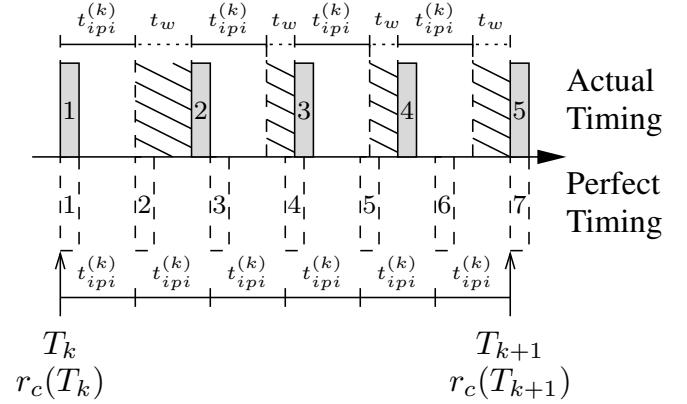 t_{ipi}^{(k)} t_w t_{ipi}^{(k)} t_w t_{ipi}^{(k)} t_w t_{ipi}^{(k)} t_w
1 2 3 4 5
Actual
Timing
1 2 3 4 5 6 7
Perfect
Timing
t_{ipi}^{(k)} t_{ipi}^{(k)} t_{ipi}^{(k)} t_{ipi}^{(k)} t_{ipi}^{(k)} t_{ipi}^{(k)}
T_k T_{k+1}
r_c(T_k) r_c(T_{k+1})